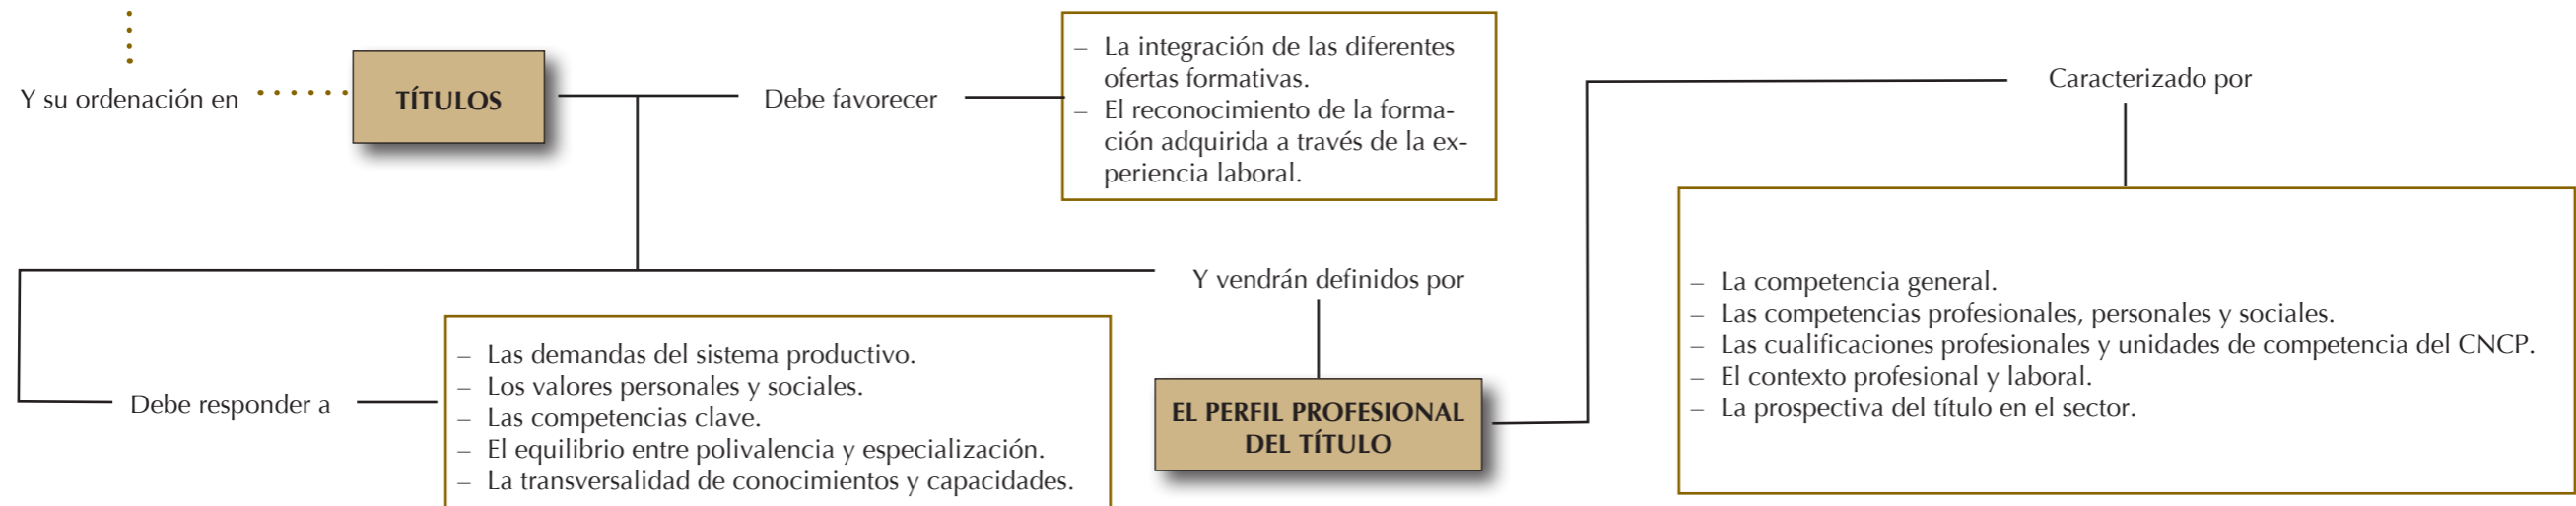 Y su ordenación en
TÍTULOS
Debe favorecer
– La integración de las diferentes
ofertas formativas.
– El reconocimiento de la forma-
ción adquirida a través de la ex-
periencia laboral.
Caracterizado por
– La competencia general.
– Las competencias profesionales, personales y sociales.
– Las cualificaciones profesionales y unidades de competencia del CNCP.
– El contexto profesional y laboral.
– La prospectiva del título en el sector.
Y vendrán definidos por
EL PERFIL PROFESIONAL
DEL TÍTULO
Debe responder a
– Las demandas del sistema productivo.
– Los valores personales y sociales.
– Las competencias clave.
– El equilibrio entre polivalencia y especialización.
– La transversalidad de conocimientos y capacidades.